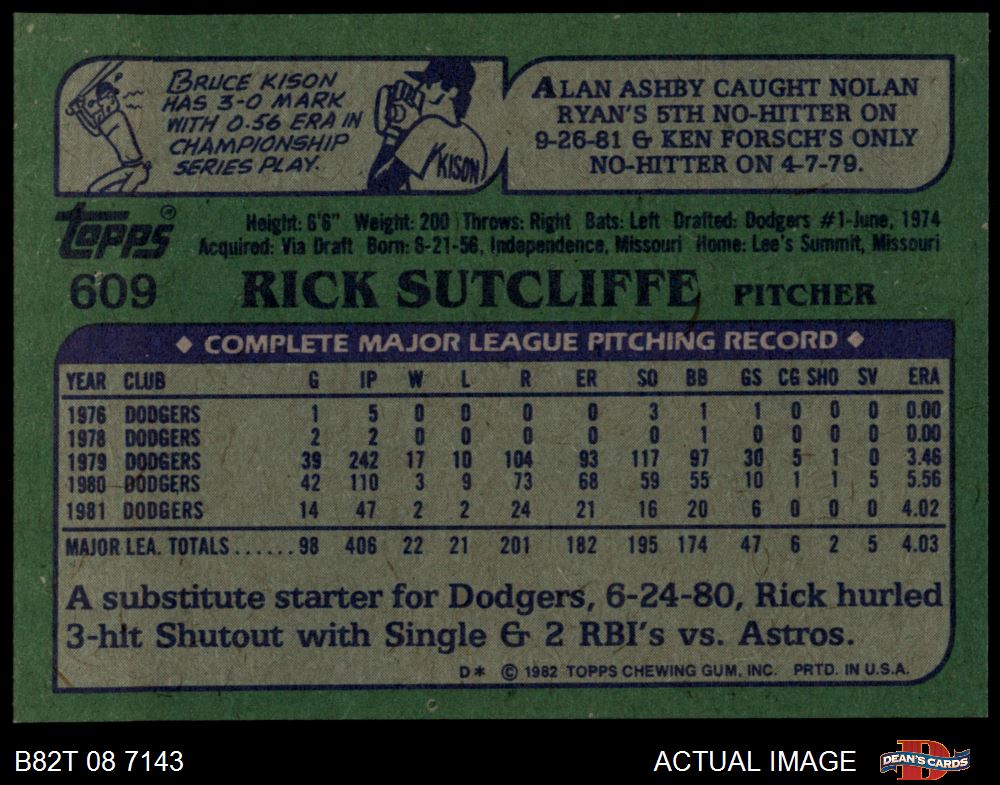 BRUCE KISON
HAS 3-0 MARK
WITH 0.56 ERA IN
CHAMPIONSHIP
SERIES PLAY.
KISON
ALAN ASHBY CAUGHT NOLAN
RYAN'S 5TH NO-HITTER ON
9-26-81 & KEN FORSCH'S ONLY
NO-HITTER ON 4-7-79.
TOPPS®
Height: 6'6" Weight: 200 Throws: Right Bats: Left Drafted: Dodgers #1-June, 1974
Acquired: Via Draft Born: 6-21-56, Independence, Missouri Home: Lee's Summit, Missouri
609 RICK SUTCLIFFE PITCHER
◆ COMPLETE MAJOR LEAGUE PITCHING RECORD ◆
YEAR CLUB G IP W L R ER SO BB GS CG SHO SV ERA
1976 DODGERS 1 5 0 0 0 0 3 1 1 0 0 0 0.00
1978 DODGERS 2 2 0 0 0 0 0 1 0 0 0 0 0.00
1979 DODGERS 39 242 17 10 104 93 117 97 30 5 1 0 3.46
1980 DODGERS 42 110 3 9 73 68 59 55 10 1 1 5 5.56
1981 DODGERS 14 47 2 2 24 21 16 20 6 0 0 0 4.02
MAJOR LEA. TOTALS......98 406 22 21 201 182 195 174 47 6 2 5 4.03
A substitute starter for Dodgers, 6-24-80, Rick hurled
3-hit Shutout with Single & 2 RBI's vs. Astros.
D* © 1982 TOPPS CHEWING GUM, INC. PRTD. IN U.S.A.
B82T 08 7143 ACTUAL IMAGE D DEAN'S CARDS